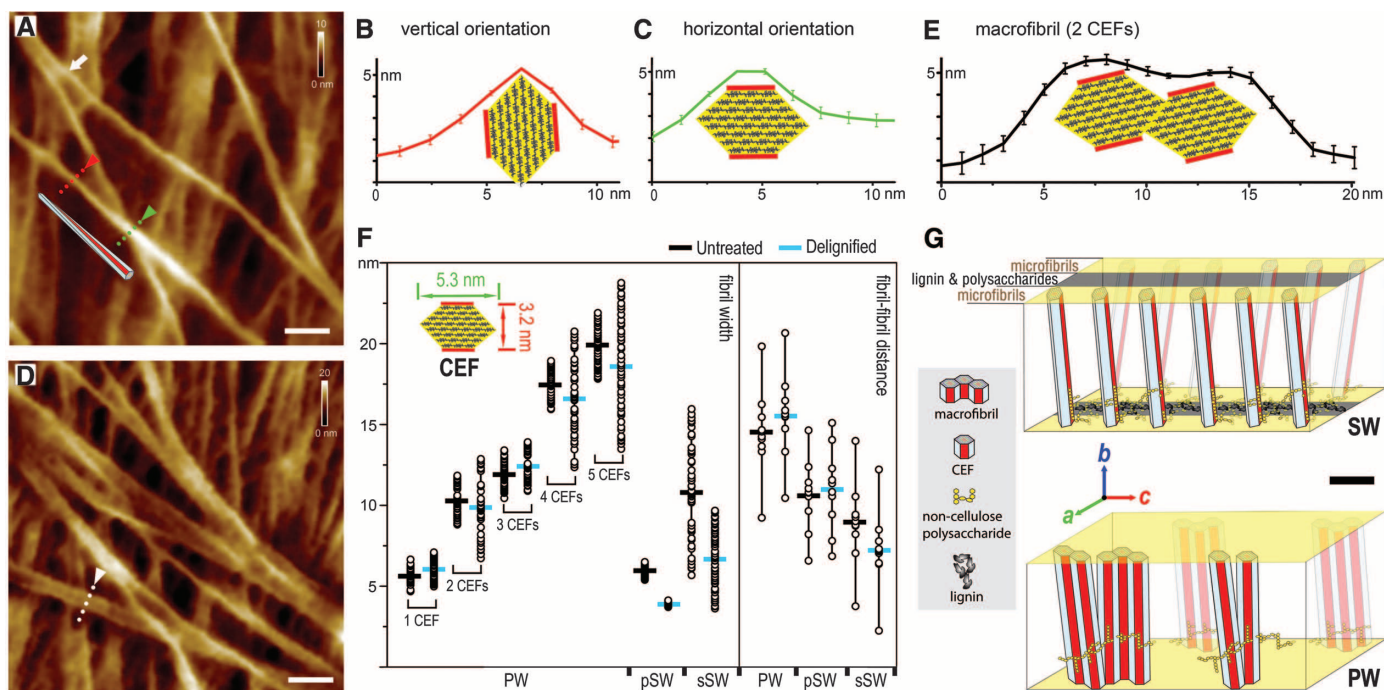 A
10
nm
0
B
vertical orientation
5
nm
0
5
10
nm
C
horizontal orientation
5
nm
0
5
10
nm
E
macrofibril (2 CEFs)
5
nm
0
5
10
15
20
nm
D
20
nm
0
F
Untreated
Delignified
nm
20
15
10
5
5.3 nm
3.2 nm
CEF
1 CEF
2 CEFs
3 CEFs
4 CEFs
5 CEFs
fibril width
fibril-fibril distance
PW
pSW
sSW
PW
pSW
sSW
G
microfibrils
lignin & polysaccharides
microfibrils
SW
macrofibril
CEF
non-cellulose
polysaccharide
lignin
b
c
a
PW